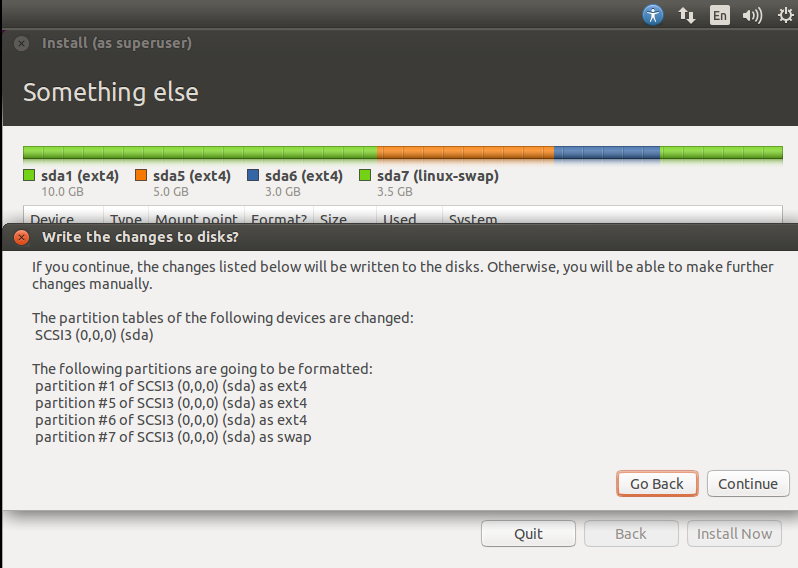 En
Install (as superuser)
Something else
sda1 (ext4) sda5 (ext4) sda6 (ext4) sda7 (linux-swap)
10.0 GB 5.0 GB 3.0 GB 3.5 GB
Device Type Mount point Format? Size Used System
Write the changes to disks?
If you continue, the changes listed below will be written to the disks. Otherwise, you will be able to make further
changes manually.
The partition tables of the following devices are changed:
SCSI3 (0,0,0) (sda)
The following partitions are going to be formatted:
partition #1 of SCSI3 (0,0,0) (sda) as ext4
partition #5 of SCSI3 (0,0,0) (sda) as ext4
partition #6 of SCSI3 (0,0,0) (sda) as ext4
partition #7 of SCSI3 (0,0,0) (sda) as swap
Go Back Continue
Quit Back Install Now